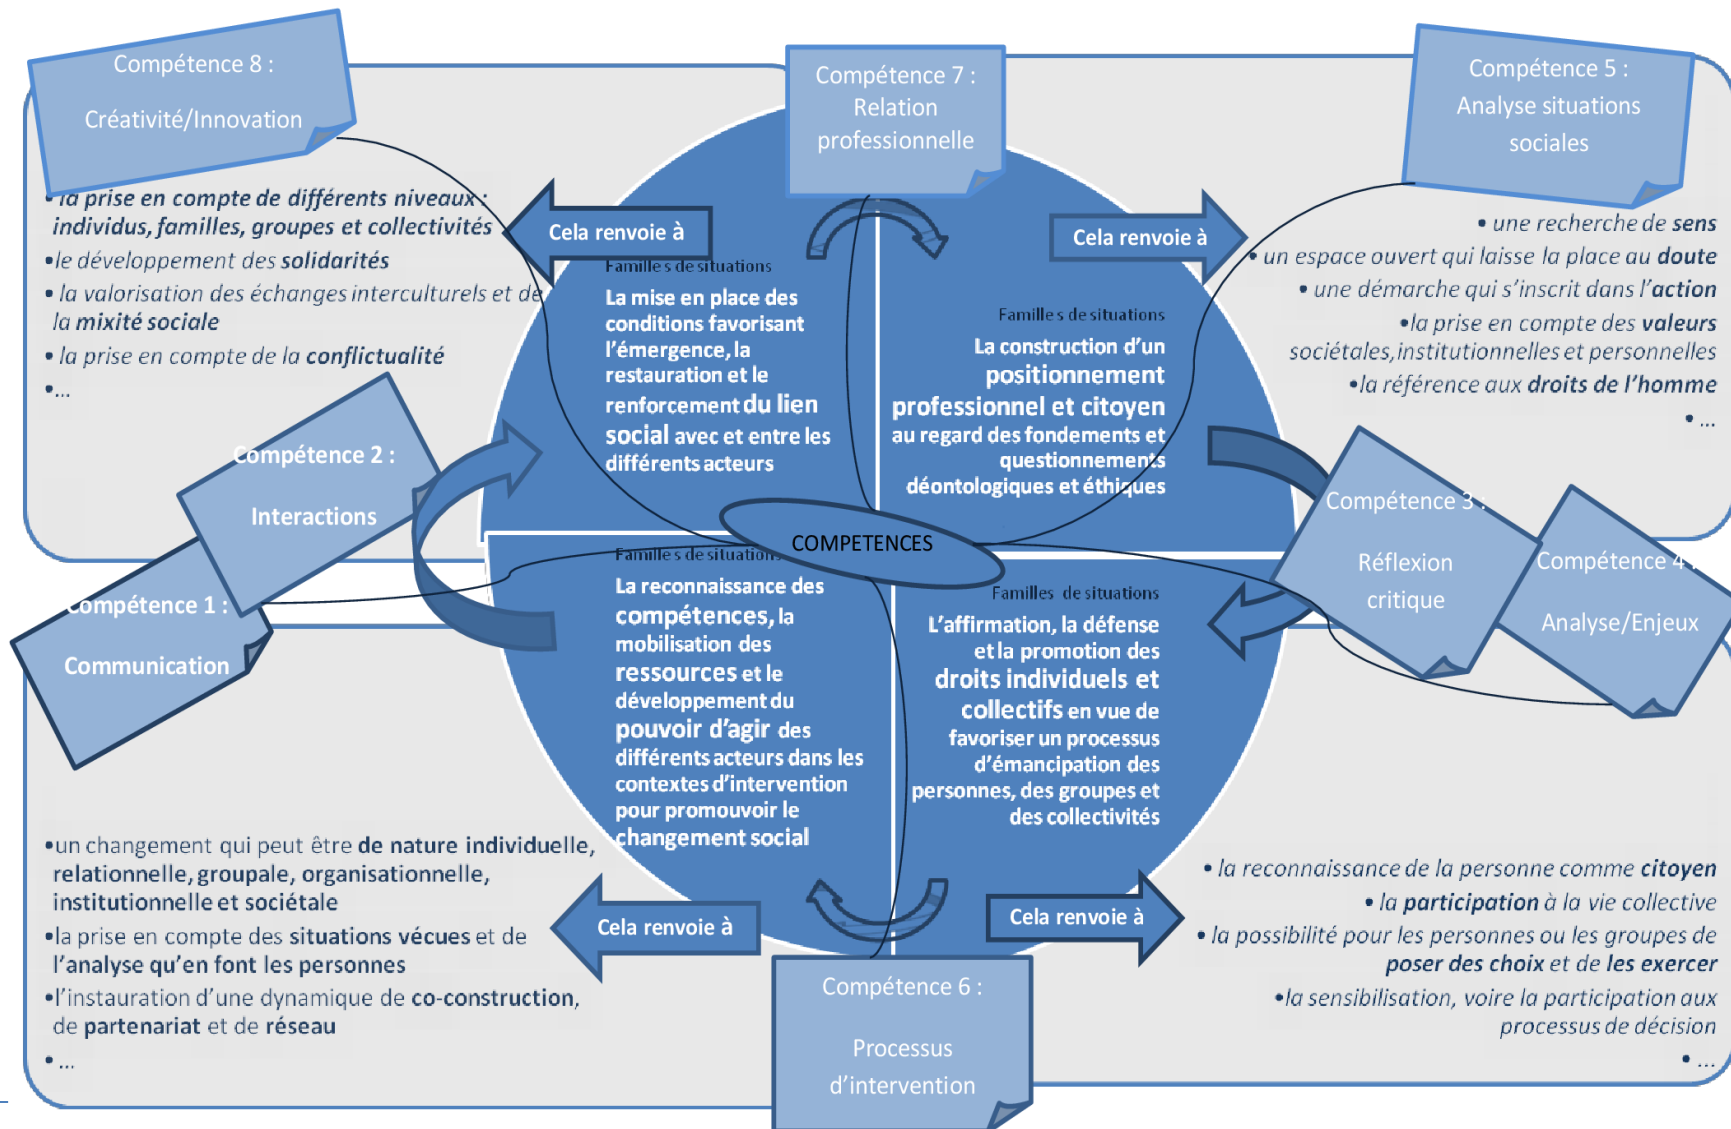 Compétence 8 :
Créativité/Innovation
Compétence 7 :
Relation
professionnelle
Compétence 5 :
Analyse situations
sociales
• la prise en compte de différents niveaux :
individus, familles, groupes et collectivités
•le développement des solidarités
• la valorisation des échanges interculturels et de
la mixité sociale
• la prise en compte de la conflictualité
•...
Cela renvoie à
Familles de situations
La mise en place des
conditions favorisant
l’émergence, la
restauration et le
renforcement du lien
social avec et entre les
différents acteurs
Cela renvoie à
Familles de situations
La construction d’un
positionnement
professionnel et citoyen
au regard des fondements et
questionnements
déontologiques et éthiques
• une recherche de sens
• un espace ouvert qui laisse la place au doute
• une démarche qui s’inscrit dans l’action
•la prise en compte des valeurs
sociétales, institutionnelles et personnelles
•la référence aux droits de l’homme
• ...
Compétence 2 :
Interactions
Compétence 1 :
Communication
COMPETENCES
Compétence 3 :
Réflexion
critique
Compétence 4 :
Analyse/Enjeux
Familles de situations
La reconnaissance des
compétences, la
mobilisation des
ressources et le
développement du
pouvoir d’agir des
différents acteurs dans les
contextes d’intervention
pour promouvoir le
changement social
Familles de situations
L’affirmation, la défense
et la promotion des
droits individuels et
collectifs en vue de
favoriser un processus
d’émancipation des
personnes, des groupes et
des collectivités
•un changement qui peut être de nature individuelle,
relationnelle, groupale, organisationnelle,
institutionnelle et sociétale
•la prise en compte des situations vécues et de
l’analyse qu’en font les personnes
•l’instauration d’une dynamique de co-construction,
de partenariat et de réseau
•...
Cela renvoie à
Cela renvoie à
• la reconnaissance de la personne comme citoyen
• la participation à la vie collective
• la possibilité pour les personnes ou les groupes de
poser des choix et de les exercer
•la sensibilisation, voire la participation aux
processus de décision
• ...
Compétence 6 :
Processus
d’intervention